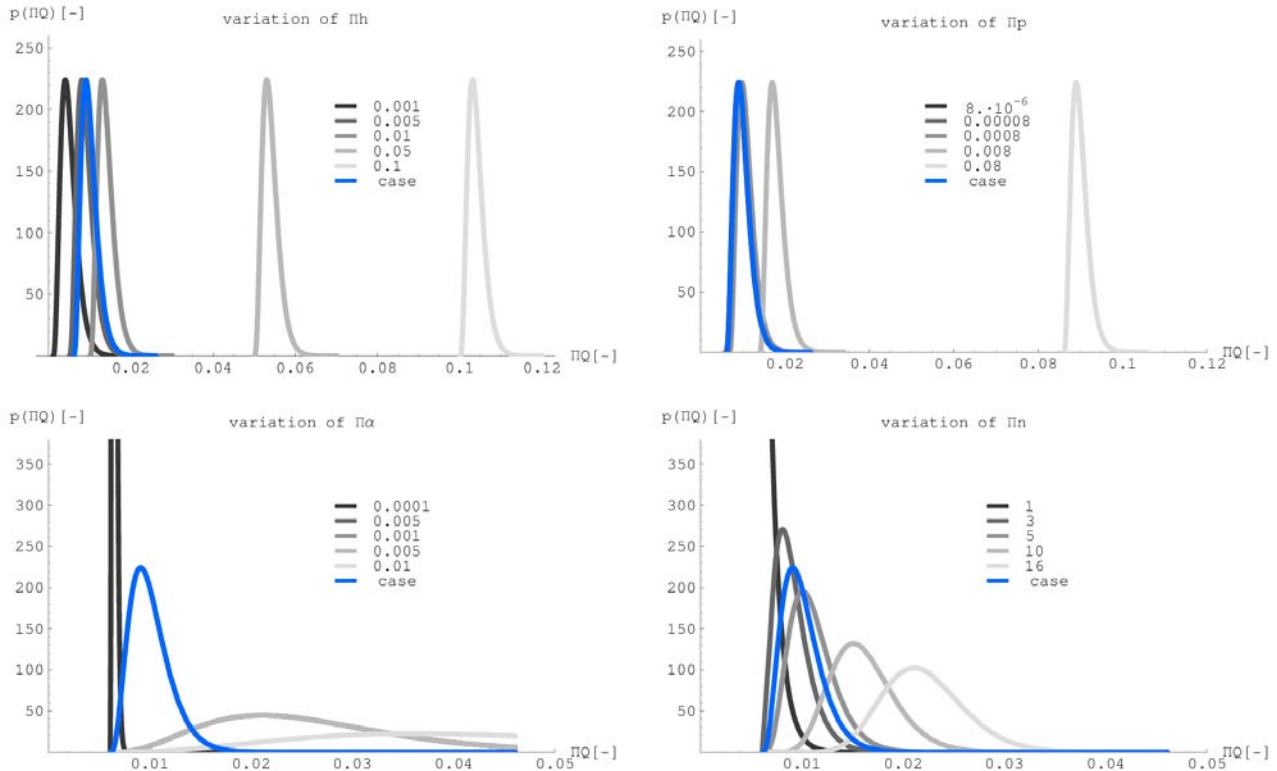 p(ΠQ)[-]
variation of Πh
250
200
150
100
50
0.001
0.005
0.01
0.05
0.1
case
0.02 0.04 0.06 0.08 0.1 0.12
ΠQ[-]
p(ΠQ)[-]
variation of Πp
250
200
150
100
50
8.·10⁻⁶
0.00008
0.0008
0.008
0.08
case
0.02 0.04 0.06 0.08 0.1 0.12
ΠQ[-]
p(ΠQ)[-]
variation of Πα
350
300
250
200
150
100
50
0.0001
0.005
0.001
0.005
0.01
case
0.01 0.02 0.03 0.04 0.05
ΠQ[-]
p(ΠQ)[-]
variation of Πn
350
300
250
200
150
100
50
1
3
5
10
16
case
0.01 0.02 0.03 0.04 0.05
ΠQ[-]